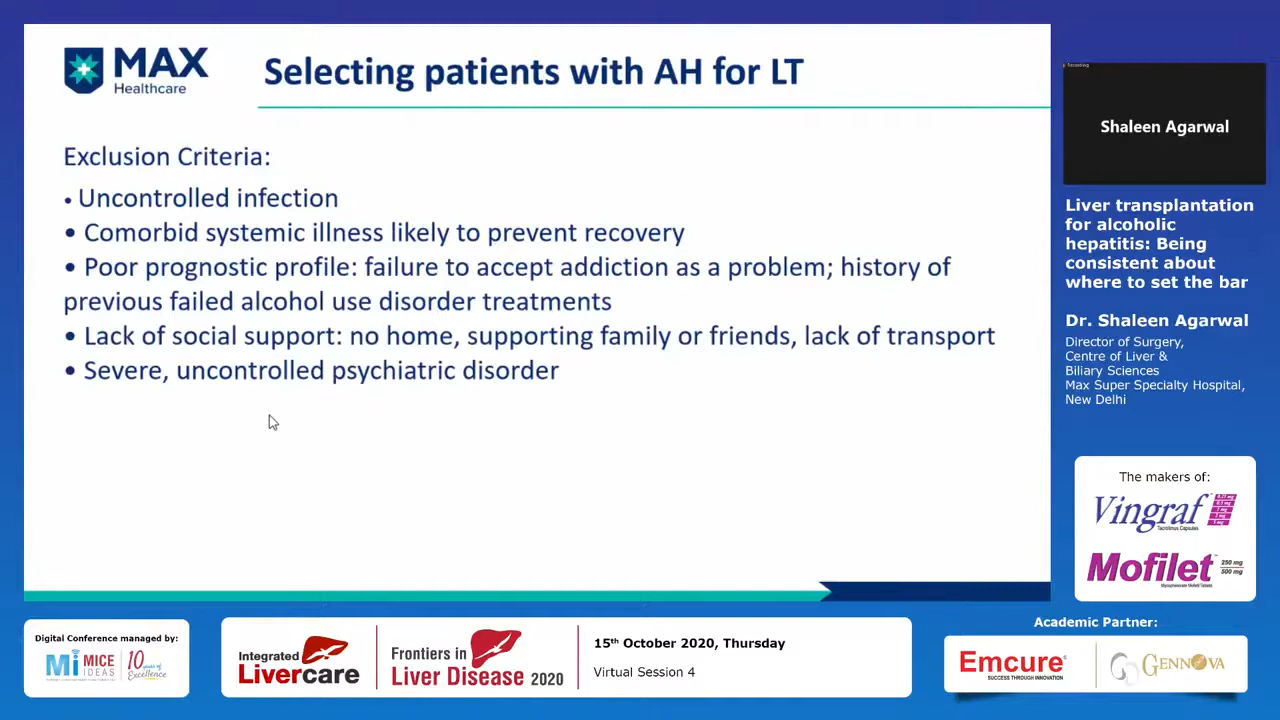 MAX
Healthcare
Selecting patients with AH for LT
Exclusion Criteria:
• Uncontrolled infection
• Comorbid systemic illness likely to prevent recovery
• Poor prognostic profile: failure to accept addiction as a problem; history of
previous failed alcohol use disorder treatments
• Lack of social support: no home, supporting family or friends, lack of transport
• Severe, uncontrolled psychiatric disorder
Recording
Shaleen Agarwal
Liver transplantation
for alcoholic
hepatitis: Being
consistent about
where to set the bar
Dr. Shaleen Agarwal
Director of Surgery,
Centre of Liver &
Biliary Sciences
Max Super Specialty Hospital,
New Delhi
The makers of:
Vingraf
Tacrolimus Capsules
Mofilet
250 mg
500 mg
Mycophenolate Mofetil Tablets
Digital Conference managed by:
Mi MICE
IDEAS
10 years of
Excellence
Integrated
Livercare
Frontiers in
Liver Disease 2020
15th October 2020, Thursday
Virtual Session 4
Academic Partner:
Emcure®
SUCCESS THROUGH INNOVATION
GENNOVA